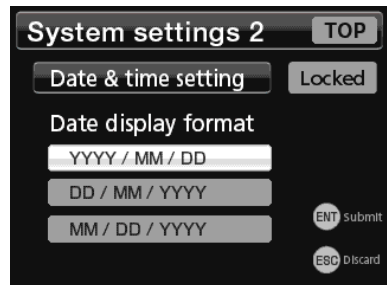 System settings 2 TOP
Date & time setting Locked
Date display format
YYYY / MM / DD
DD / MM / YYYY
MM / DD / YYYY
ENT Submit
ESC Discard